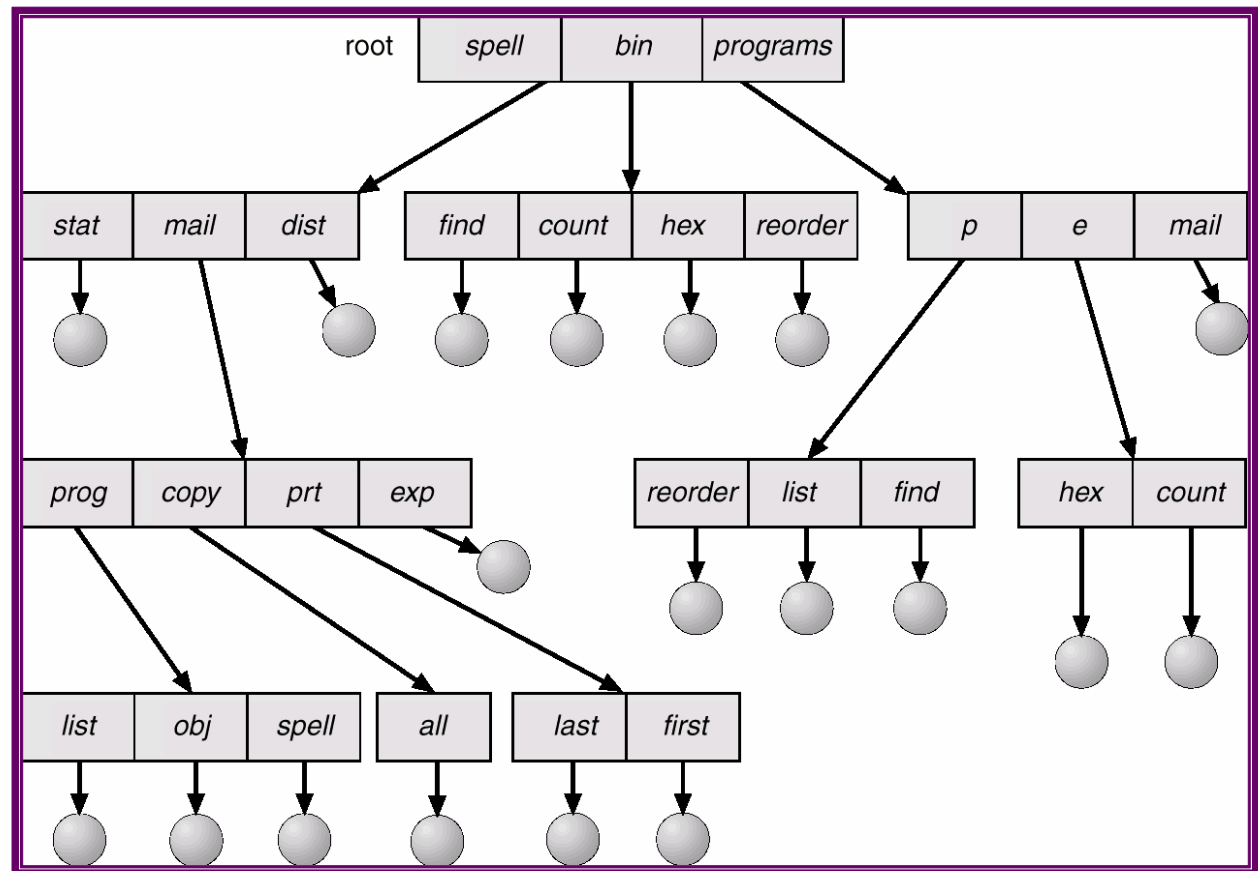 root spell bin programs
stat mail dist find count hex reorder p e mail
prog copy prt exp reorder list find hex count
list obj spell all last first